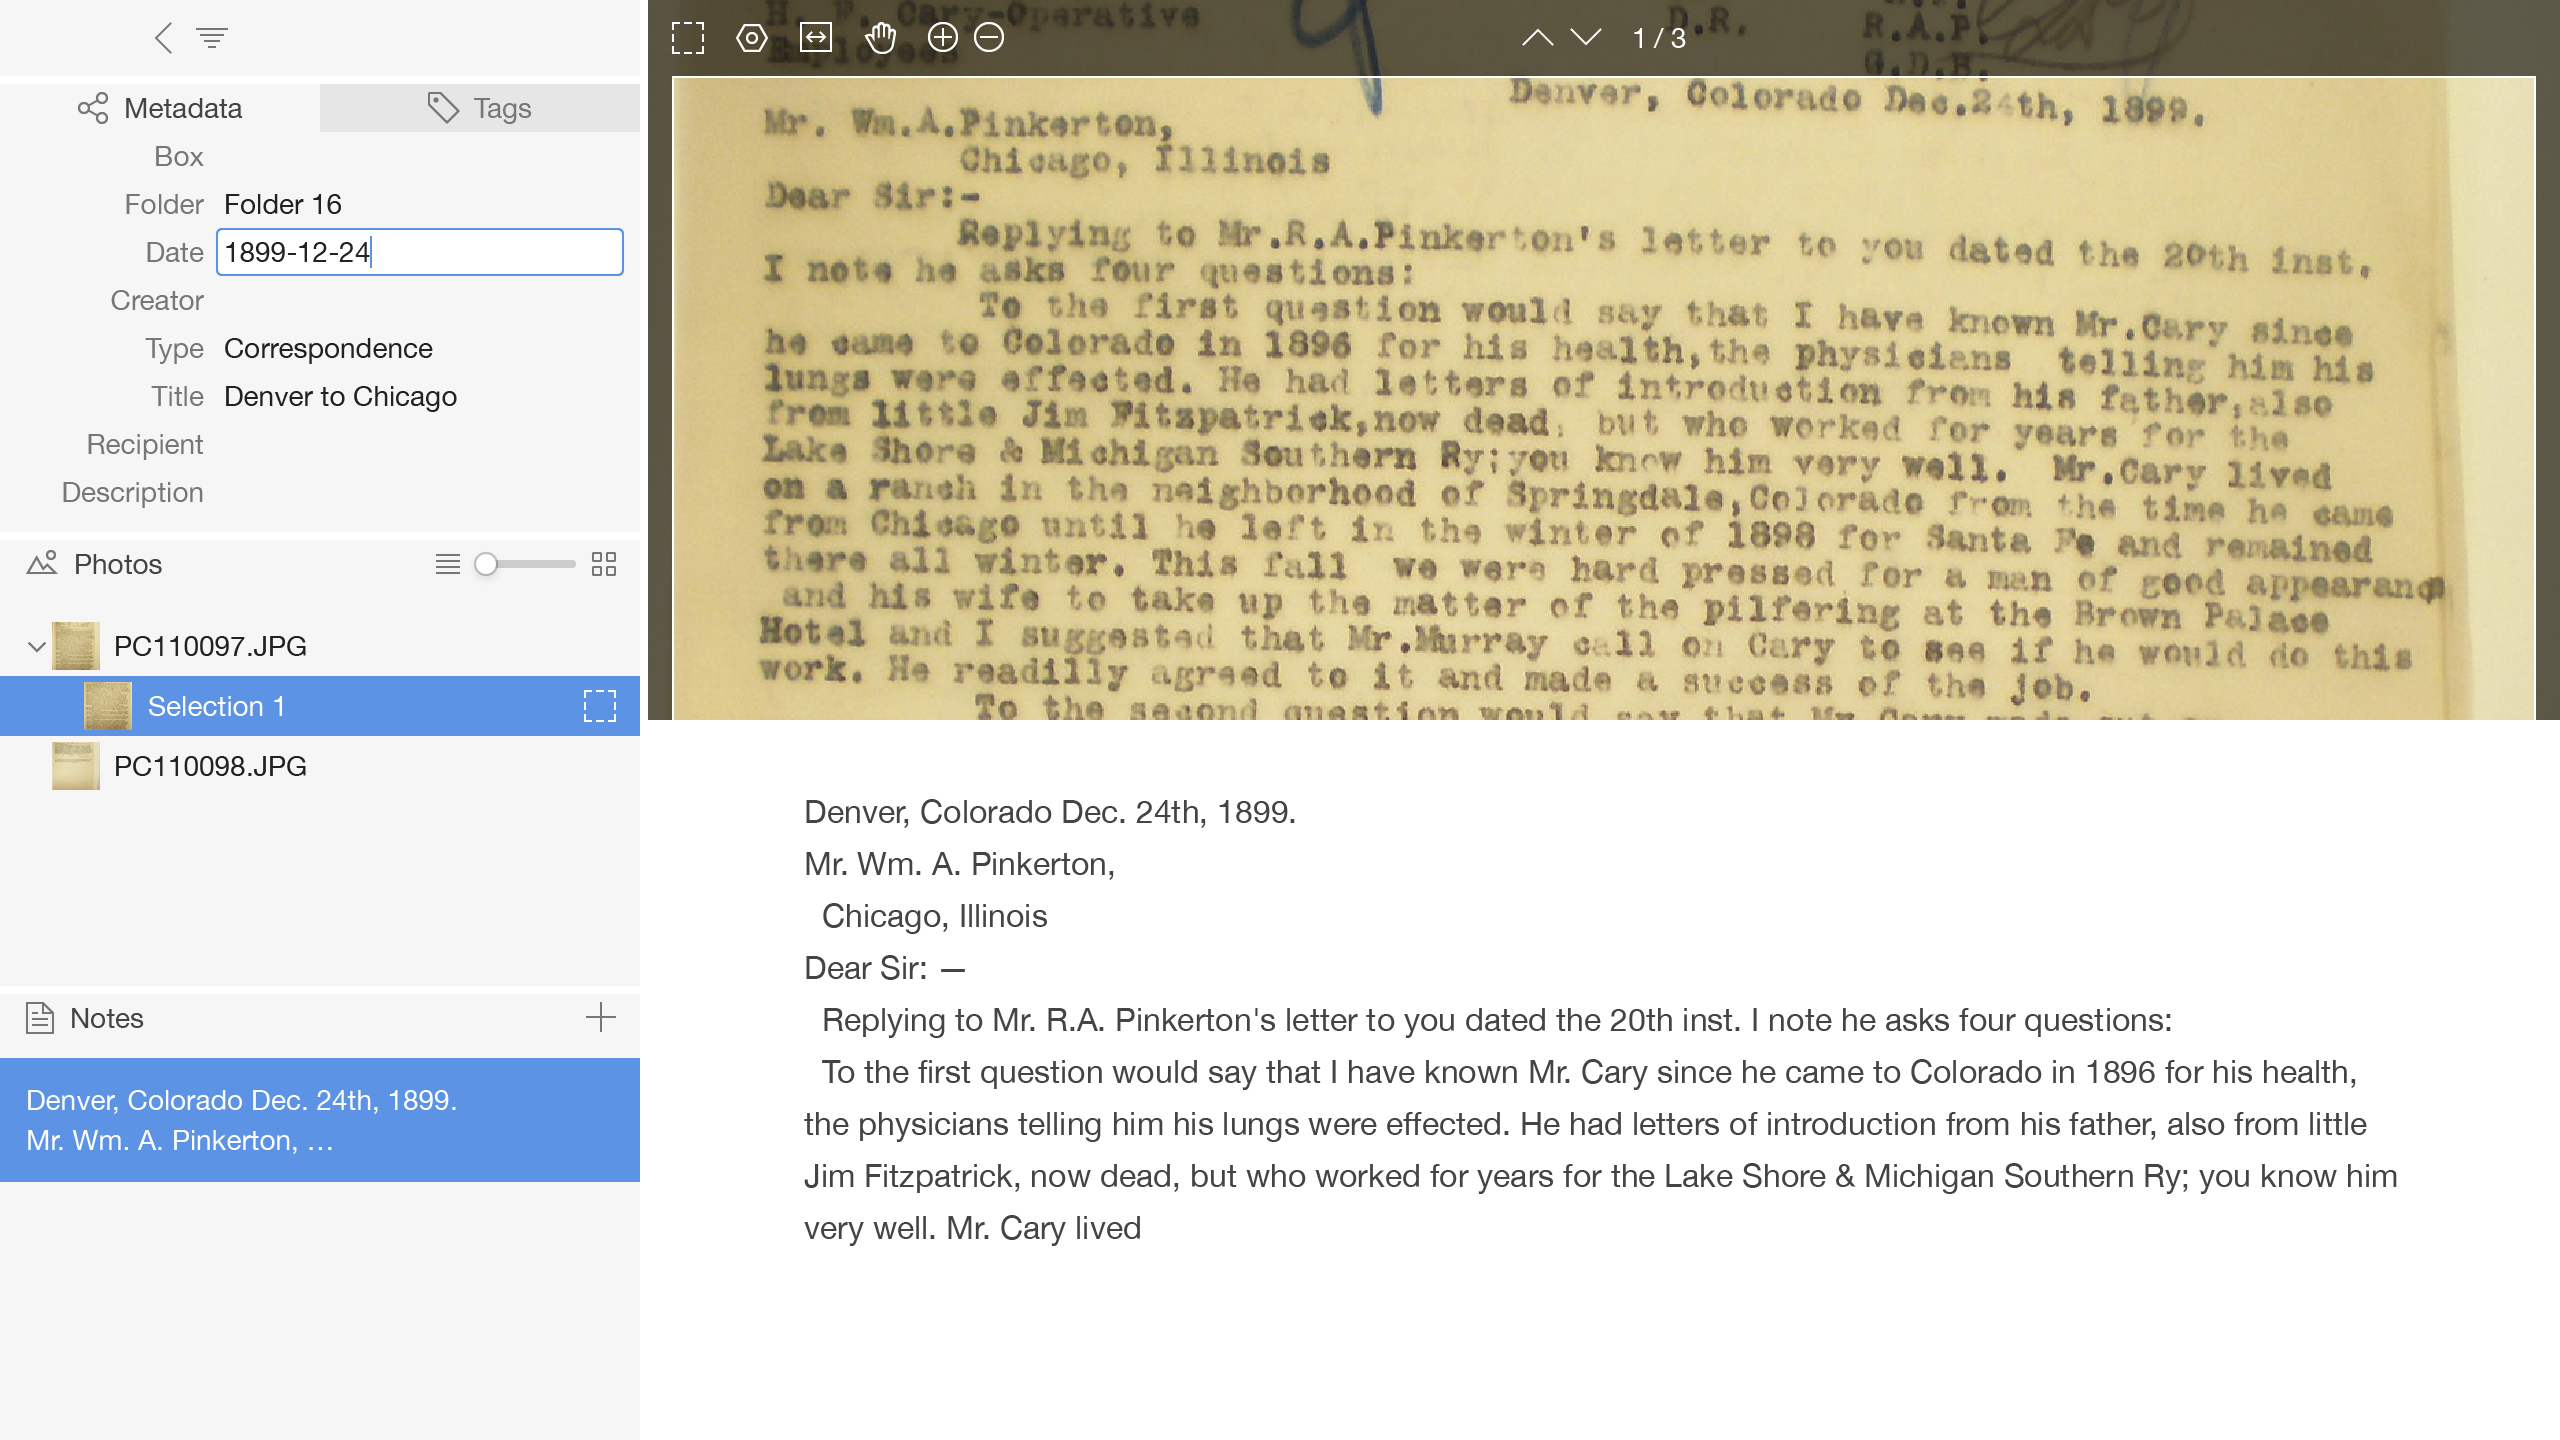 Metadata
Tags
Box
Folder Folder 16
Date 1899-12-24
Creator
Type Correspondence
Title Denver to Chicago
Recipient
Description
Photos
PC110097.JPG
Selection 1
PC110098.JPG
Notes
Denver, Colorado Dec. 24th, 1899.
Mr. Wm. A. Pinkerton, …
H. F. Cary-Operative
Employees
D.R.
R.A.P.
G.D.B.
1 / 3
Denver, Colorado Dec.24th, 1899.
Mr. Wm.A.Pinkerton,
Chicago, Illinois
Dear Sir:-
Replying to Mr.R.A.Pinkerton's letter to you dated the 20th inst.
I note he asks four questions:
To the first question would say that I have known Mr.Cary since
he came to Colorado in 1896 for his health,the physicians telling him his
lungs were effected. He had letters of introduction from his father,also
from little Jim Fitzpatrick,now dead, but who worked for years for the
Lake Shore & Michigan Southern Ry;you know him very well. Mr.Cary lived
on a ranch in the neighborhood of Springdale,Colorado from the time he came
from Chicago until he left in the winter of 1898 for Santa Fe and remained
there all winter. This fall we were hard pressed for a man of good appearanc
and his wife to take up the matter of the pilfering at the Brown Palace
Hotel and I suggested that Mr.Murray call on Cary to see if he would do this
work. He readilly agreed to it and made a success of the job.
To the second question would say that Mr Cary made out
Denver, Colorado Dec. 24th, 1899.
Mr. Wm. A. Pinkerton,
Chicago, Illinois
Dear Sir: —
Replying to Mr. R.A. Pinkerton's letter to you dated the 20th inst. I note he asks four questions:
To the first question would say that I have known Mr. Cary since he came to Colorado in 1896 for his health,
the physicians telling him his lungs were effected. He had letters of introduction from his father, also from little
Jim Fitzpatrick, now dead, but who worked for years for the Lake Shore & Michigan Southern Ry; you know him
very well. Mr. Cary lived